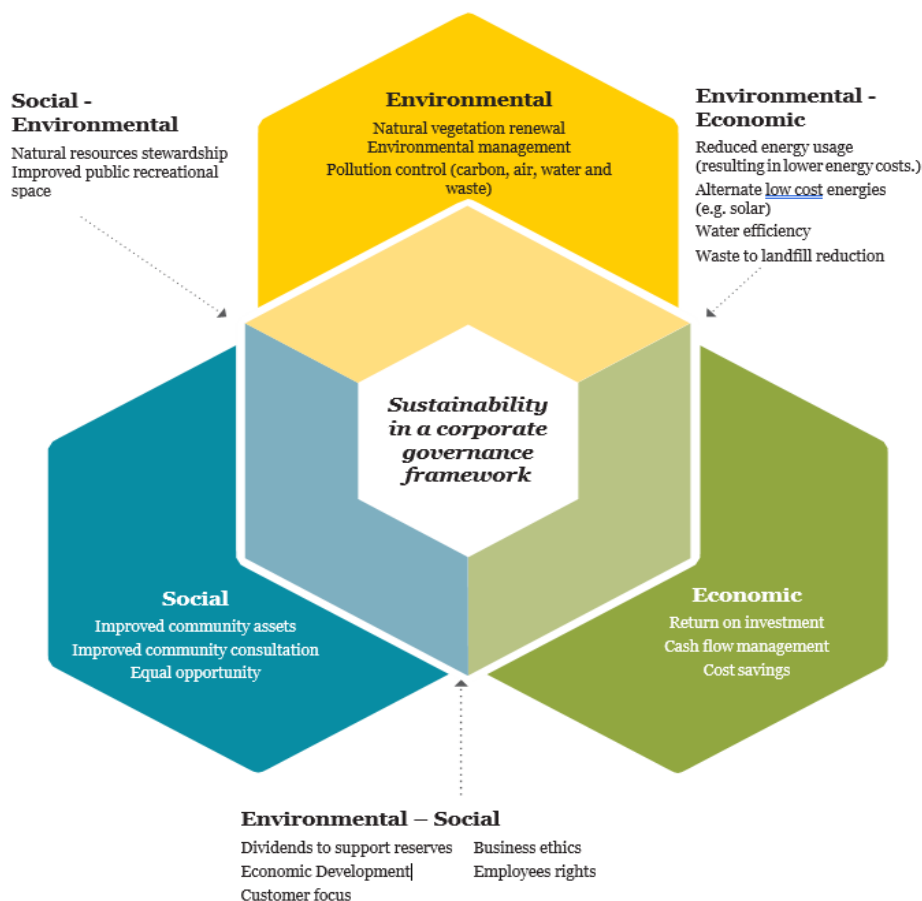 Social -
Environmental
Natural resources stewardship
Improved public recreational
space
Environmental
Natural vegetation renewal
Environmental management
Pollution control (carbon, air, water and
waste)
Environmental -
Economic
Reduced energy usage
(resulting in lower energy costs.)
Alternate low cost energies
(e.g. solar)
Water efficiency
Waste to landfill reduction
Sustainability
in a corporate
governance
framework
Social
Improved community assets
Improved community consultation
Equal opportunity
Economic
Return on investment
Cash flow management
Cost savings
Environmental – Social
Dividends to support reserves
Economic Development
Customer focus
Business ethics
Employees rights